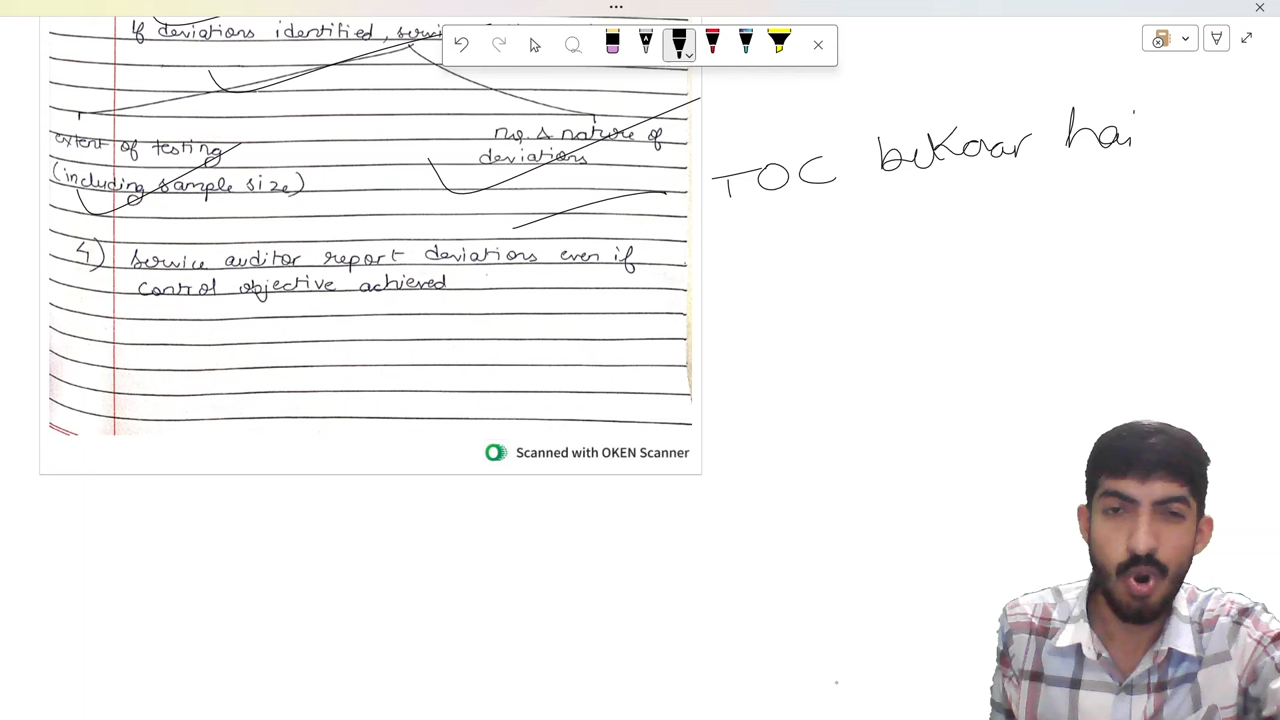 If deviations identified, servi
extent of testing
(including sample size)
no. & nature of
deviations
TOC bekaar hai
4) Service auditor report deviations even if
control objective achieved
Scanned with OKEN Scanner